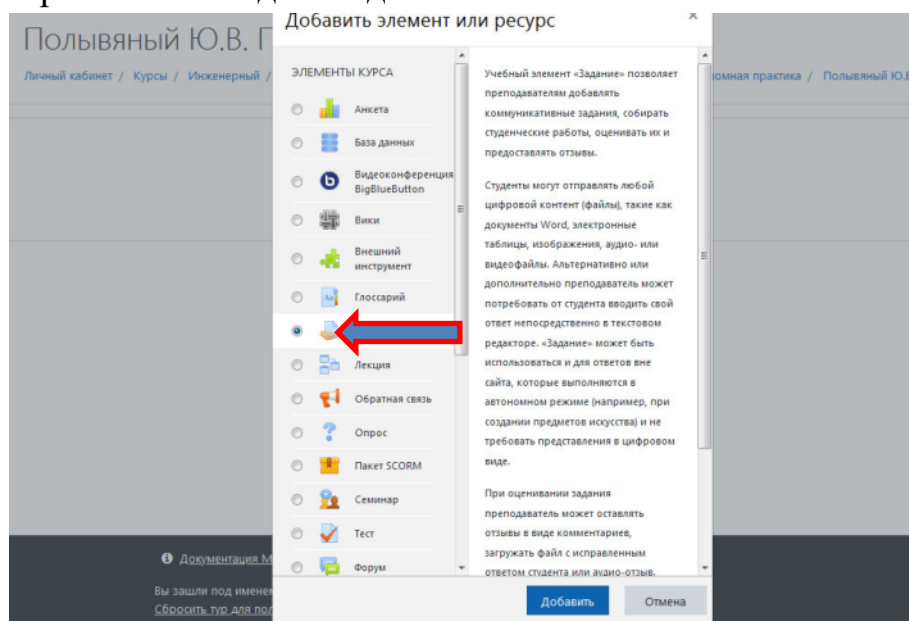 Добавить элемент или ресурс
×
Полывяный Ю.В.
Личный кабинет / Курсы / Инженерный /
практика / Полывяный Ю.В
ЭЛЕМЕНТЫ КУРСА
Анкета
База данных
Видеоконференция
BigBlueButton
Вики
Внешний
инструмент
Глоссарий
Лекция
Обратная связь
Опрос
Пакет SCORM
Семинар
Тест
Форум
Учебный элемент «Задание» позволяет
преподавателям добавлять
коммуникативные задания, собирать
студенческие работы, оценивать их и
предоставлять отзывы.
Студенты могут отправлять любой
цифровой контент (файлы), такие как
документы Word, электронные
таблицы, изображения, аудио- или
видеофайлы. Альтернативно или
дополнительно преподаватель может
потребовать от студента вводить свой
ответ непосредственно в текстовом
редакторе. «Задание» может быть
использоваться и для ответов вне
сайта, которые выполняются в
автономном режиме (например, при
создании предметов искусства) и не
требовать представления в цифровом
виде.
При оценивании задания
преподаватель может оставлять
отзывы в виде комментариев,
загружать файл с исправленным
ответом студента или аудио-отзыв.
Документация
Вы зашли под
Сбросить тур для
Добавить
Отмена